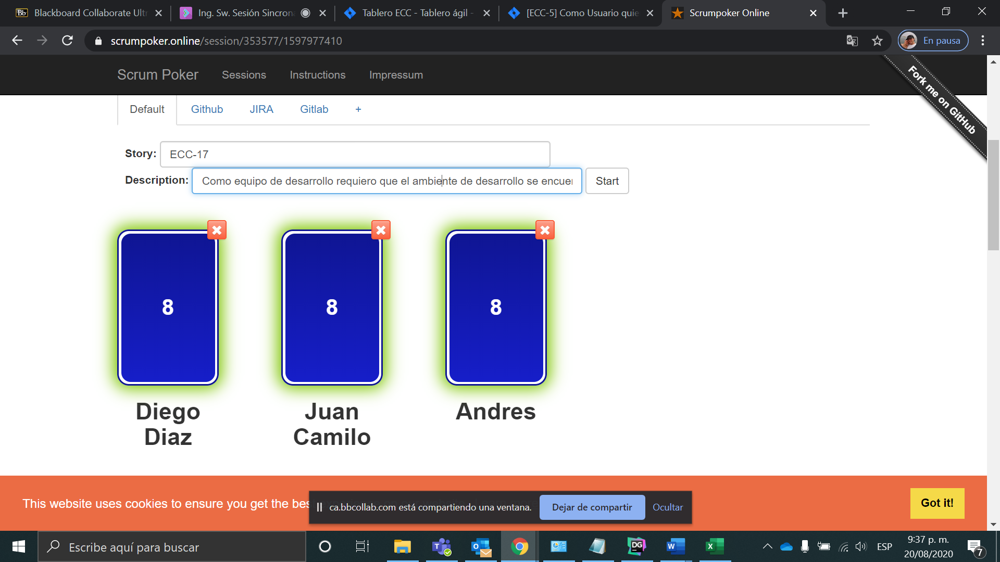 Bb Blackboard Collaborate Ultr
Ing. Sw. Sesión Sincron
Tablero ECC - Tablero ágil -
[ECC-5] Como Usuario quie
Scrumpoker Online
scrumpoker.online/session/353577/1597977410
En pausa
Scrum Poker
Sessions
Instructions
Impressum
Fork me on GitHub
Default
Github
JIRA
Gitlab
+
Story: ECC-17
Description: Como equipo de desarrollo requiero que el ambiente de desarrollo se encuer
Start
8
8
8
Diego
Diaz
Juan
Camilo
Andres
This website uses cookies to ensure you get the bes
ca.bbcollab.com está compartiendo una ventana.
Dejar de compartir
Ocultar
Got it!
Escribe aquí para buscar
DG
ESP
9:37 p. m.
20/08/2020
7